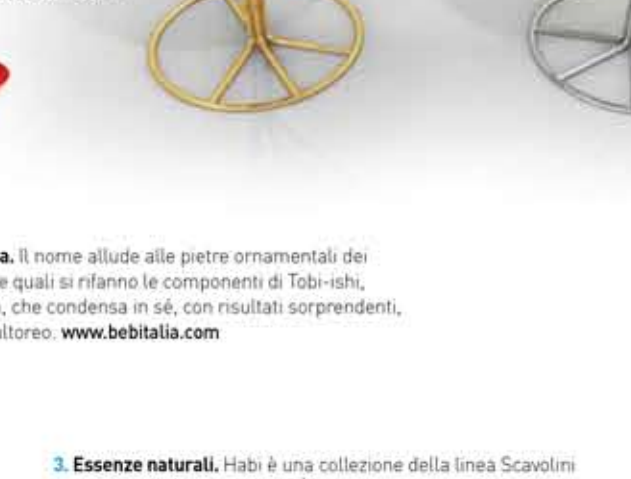 a. Il nome allude alle pietre ornamentali dei
e quali si rifanno le componenti di Tobi-ishi,
, che condensa in sé, con risultati sorprendenti,
ltoreo. www.bebitalia.com
3. Essenze naturali. Habi è una collezione della linea Scavolini